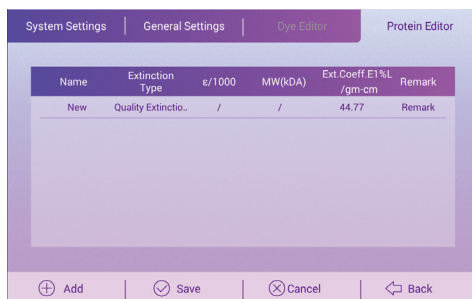 System Settings General Settings Dye Editor Protein Editor
Name Extinction Type ε/1000 MW(kDA) Ext.Coeff.E1%L /gm-cm Remark
New Quality Extinctio.. / / 44.77 Remark
Add Save Cancel Back